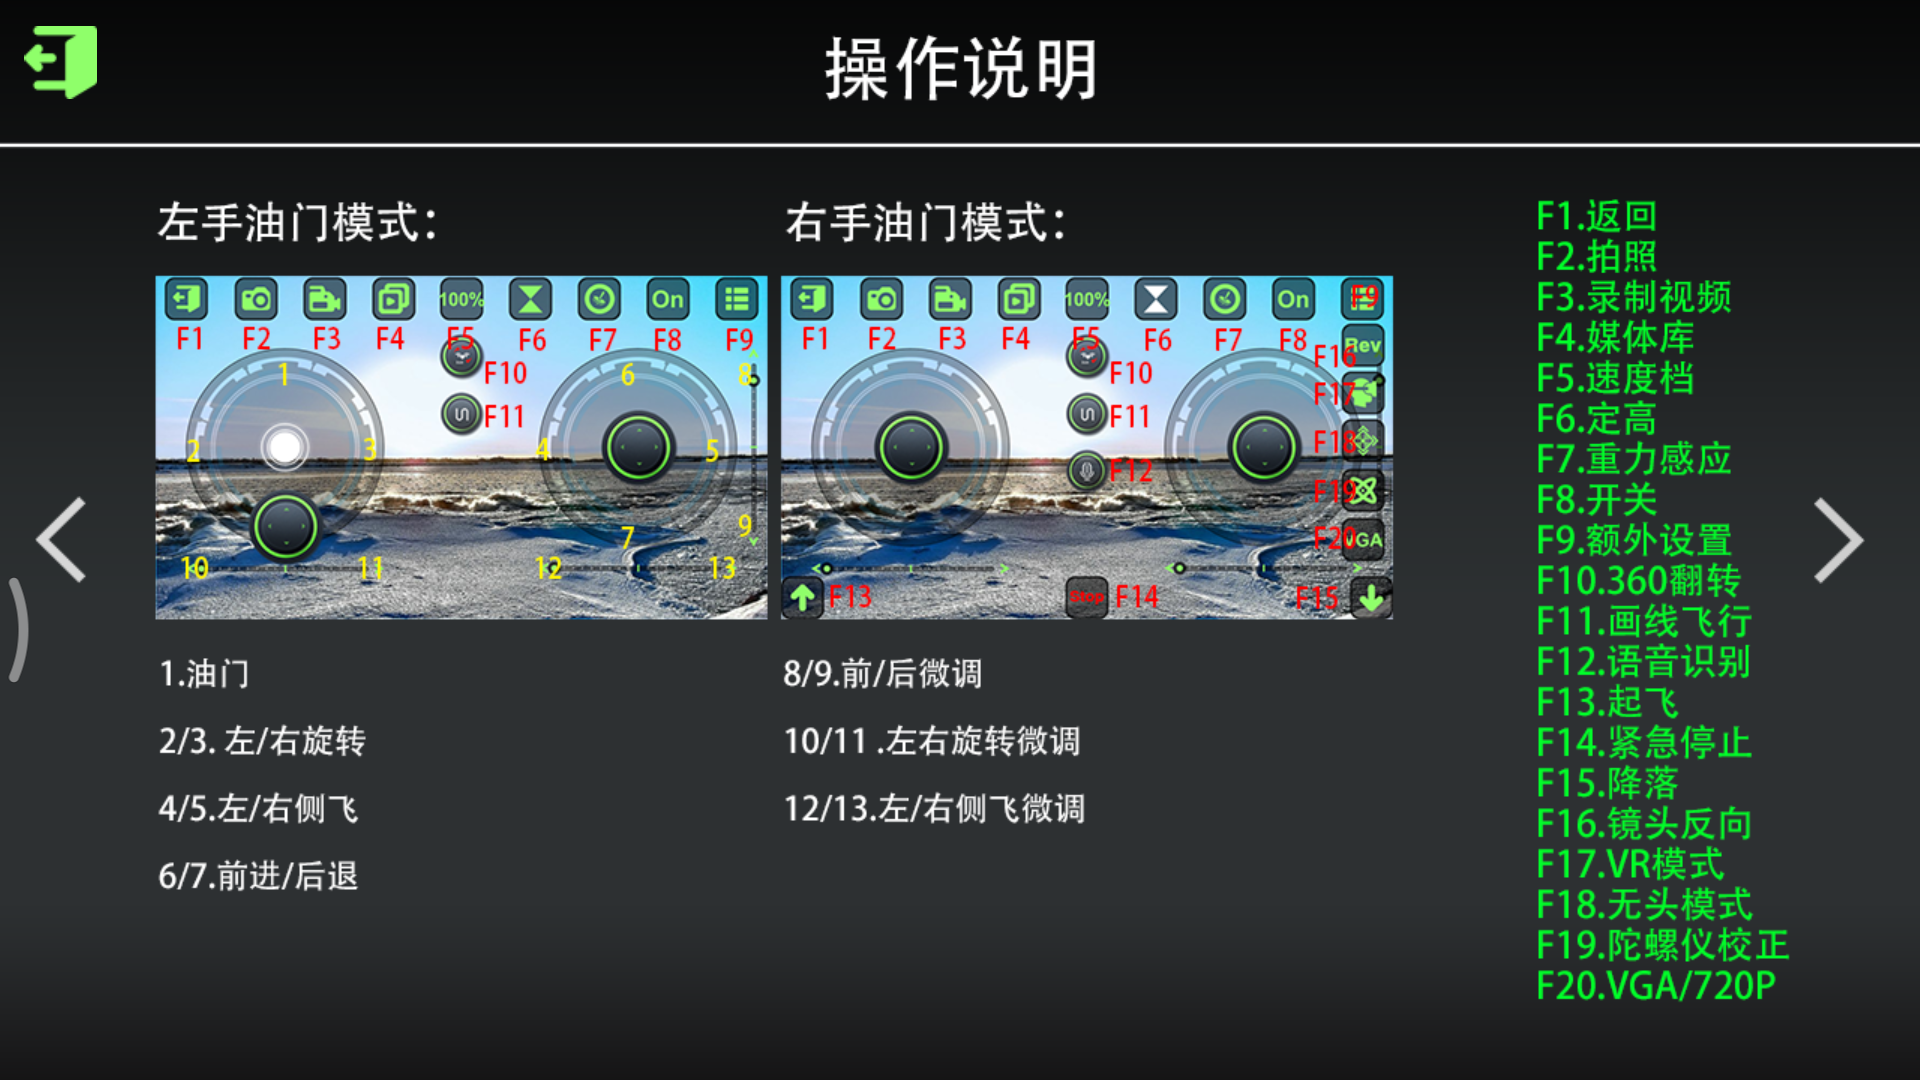 操作说明
左手油门模式：
右手油门模式：
100% On
F1 F2 F3 F4 F5 F6 F7 F8 F9
F10
F11
1
2
3
4
5
6
7
8
9
10 11 12 13
100% On F9
F1 F2 F3 F4 F5 F6 F7 F8
Rev
F16
F10
F17
F11
F18
F12
F19
F20 VGA
F13 Stop F14 F15
1.油门
2/3. 左/右旋转
4/5.左/右侧飞
6/7.前进/后退
8/9.前/后微调
10/11 .左右旋转微调
12/13.左/右侧飞微调
F1.返回
F2.拍照
F3.录制视频
F4.媒体库
F5.速度档
F6.定高
F7.重力感应
F8.开关
F9.额外设置
F10.360翻转
F11.画线飞行
F12.语音识别
F13.起飞
F14.紧急停止
F15.降落
F16.镜头反向
F17.VR模式
F18.无头模式
F19.陀螺仪校正
F20.VGA/720P